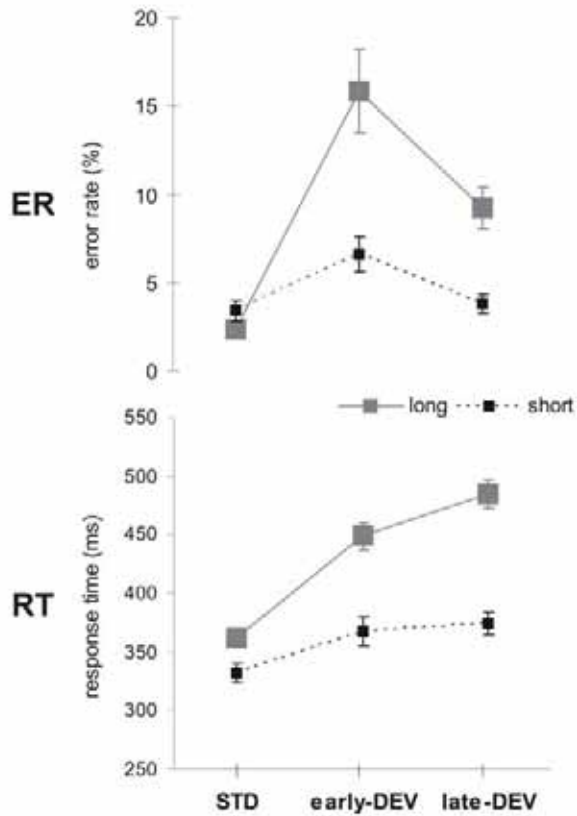 20
15
10
5
0
ER
error rate (%)
long short
550
500
450
400
350
300
250
RT
response time (ms)
STD early-DEV late-DEV